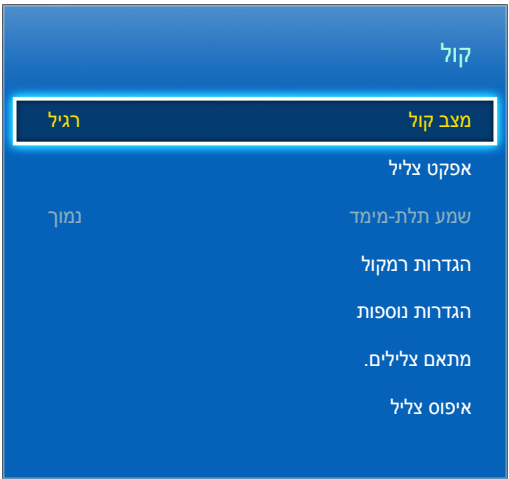 קול
מצב קול רגיל
אפקט צליל
שמע תלת-מימד נמוך
הגדרות רמקול
הגדרות נוספות
מתאם צלילים.
איפוס צליל